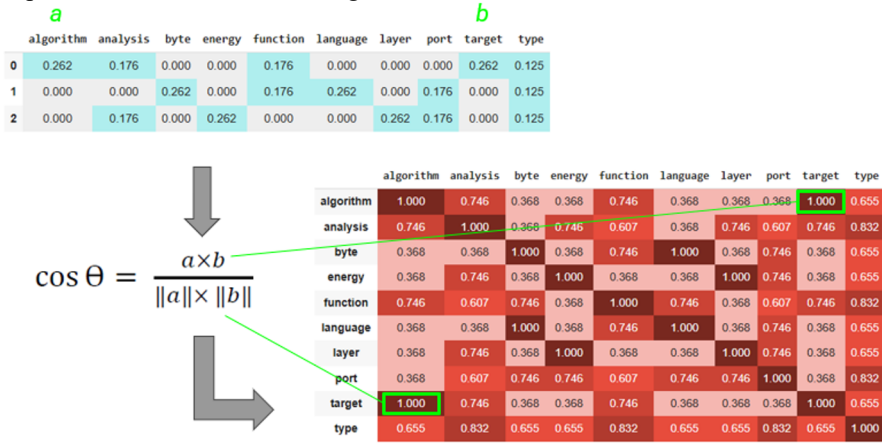 a b
algorithm analysis byte energy function language layer port target type
0 0.262 0.176 0.000 0.000 0.176 0.000 0.000 0.000 0.262 0.125
1 0.000 0.000 0.262 0.000 0.176 0.262 0.000 0.176 0.000 0.125
2 0.000 0.176 0.000 0.262 0.000 0.000 0.262 0.176 0.000 0.125
algorithm analysis byte energy function language layer port target type
algorithm 1.000 0.746 0.368 0.368 0.746 0.368 0.368 0.368 1.000 0.655
analysis 0.746 1.000 0.368 0.746 0.607 0.368 0.746 0.607 0.746 0.832
byte 0.368 0.368 1.000 0.368 0.746 1.000 0.368 0.746 0.368 0.655
energy 0.368 0.746 0.368 1.000 0.368 0.368 1.000 0.746 0.368 0.655
function 0.746 0.607 0.746 0.368 1.000 0.746 0.368 0.607 0.746 0.832
language 0.368 0.368 1.000 0.368 0.746 1.000 0.368 0.746 0.368 0.655
layer 0.368 0.746 0.368 1.000 0.368 0.368 1.000 0.746 0.368 0.655
port 0.368 0.607 0.746 0.746 0.607 0.746 0.746 1.000 0.368 0.832
target 1.000 0.746 0.368 0.368 0.746 0.368 0.368 0.368 1.000 0.655
type 0.655 0.832 0.655 0.655 0.832 0.655 0.655 0.832 0.655 1.000
cos θ = a×b
‖a‖× ‖b‖